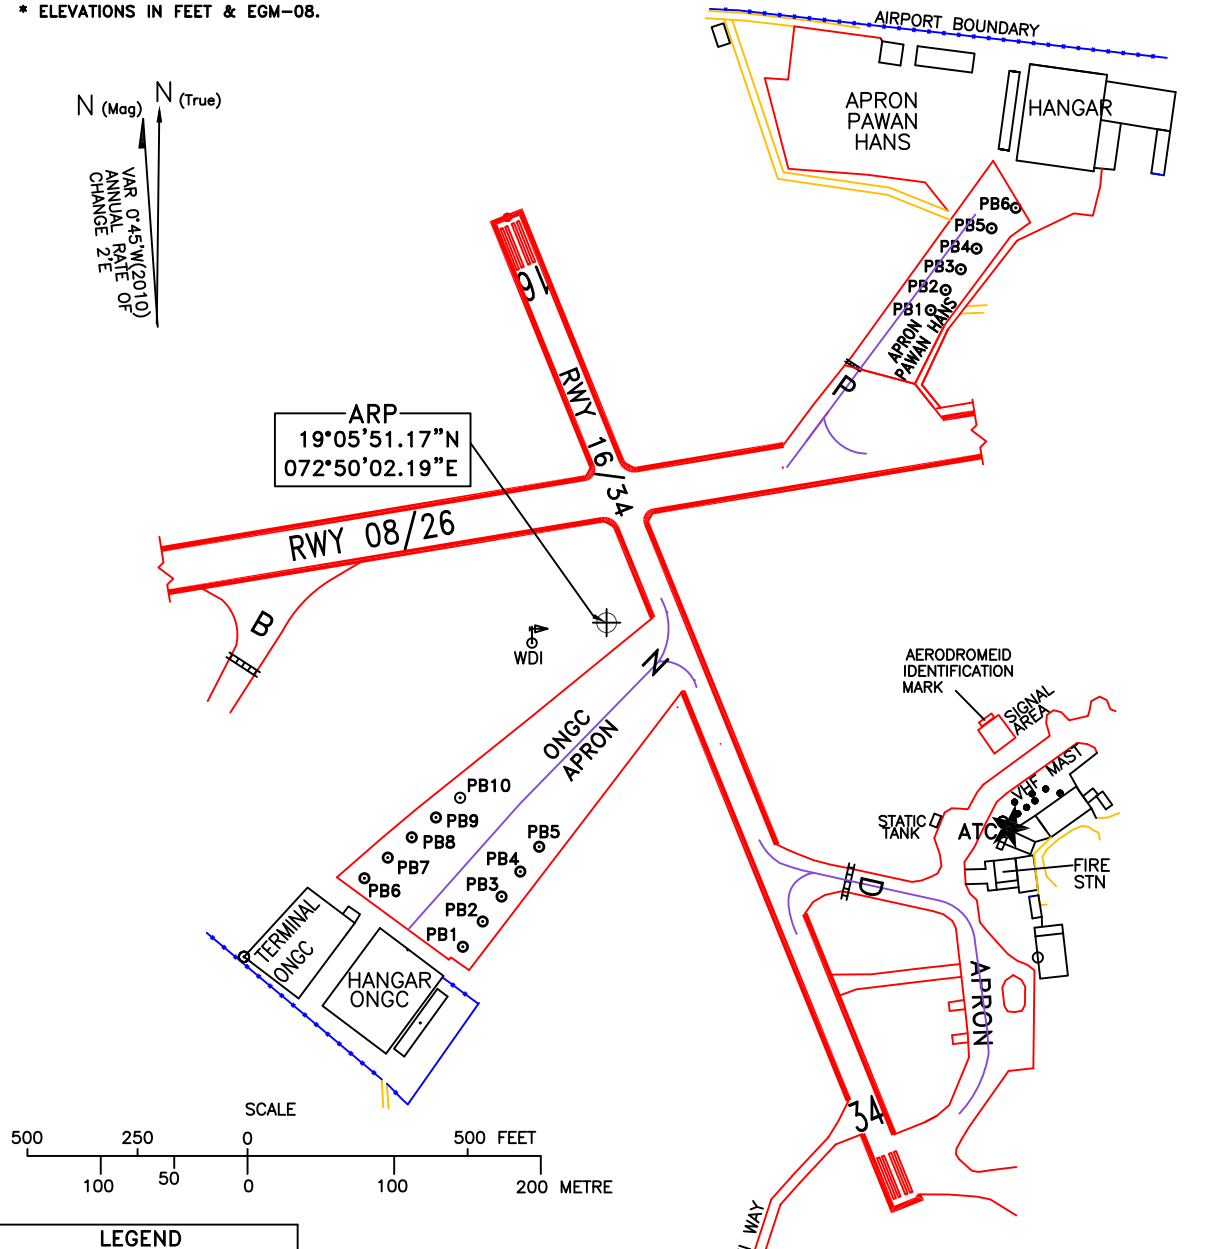 * ELEVATIONS IN FEET & EGM-08.
AIRPORT BOUNDARY
N (Mag)
N (True)
VAR 0°45'W(2010)
ANNUAL RATE OF
CHANGE 2'E
APRON
PAWAN
HANS
HANGAR
PB6
PB5
PB4
PB3
PB2
PB1
APRON
PAWAN HANS
P
16
RWY 16/34
ARP
19°05'51.17"N
072°50'02.19"E
RWY 08/26
B
WDI
N
AERODROMEID
IDENTIFICATION
MARK
SIGNAL
AREA
ONGC
APRON
VHF MAST
PB10
PB9
PB8
PB7
PB6
PB5
PB4
PB3
PB2
PB1
STATIC
TANK
ATC
FIRE
STN
D
TERMINAL
ONGC
HANGAR
ONGC
APRON
34
SCALE
500 250 0 500 FEET
100 50 0 100 200 METRE
WAY
LEGEND